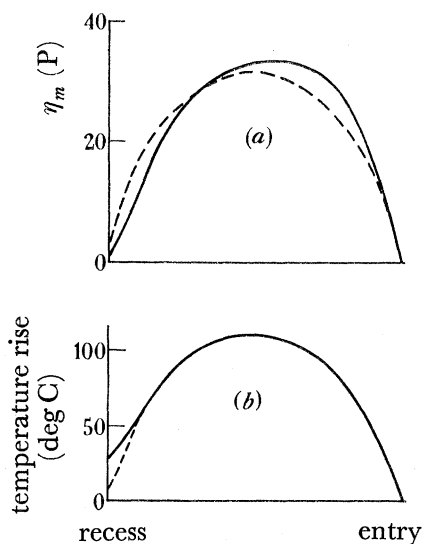 40
η_m (P)
20
0
(a)
100
50
0
temperature rise
(deg C)
(b)
recess
entry